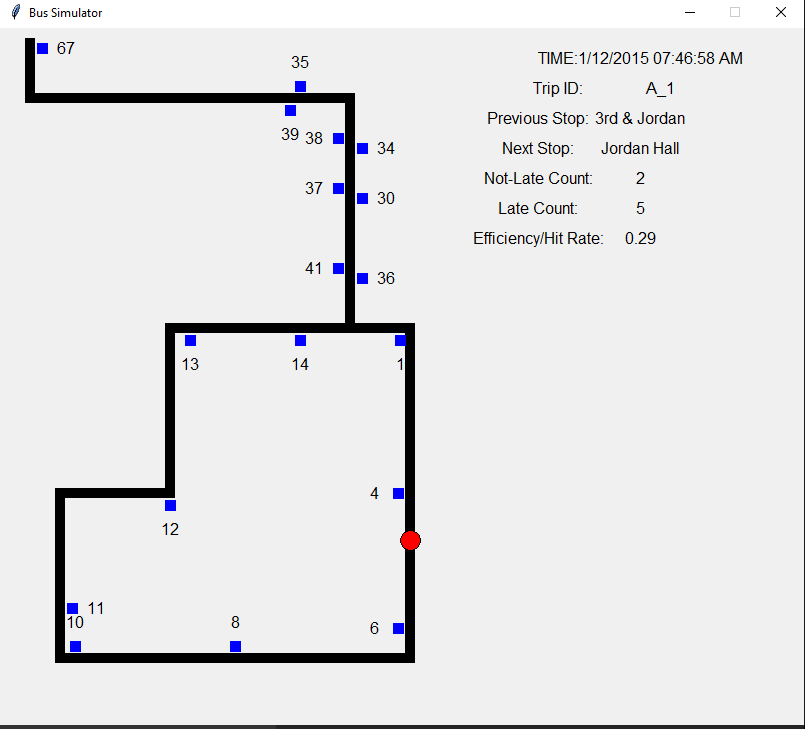 Bus Simulator
67
35
TIME:1/12/2015 07:46:58 AM
Trip ID: A_1
Previous Stop: 3rd & Jordan
39 38
34
Next Stop: Jordan Hall
Not-Late Count: 2
37
30
Late Count: 5
Efficiency/Hit Rate: 0.29
41
36
13
14
1
4
12
11
10
8
6